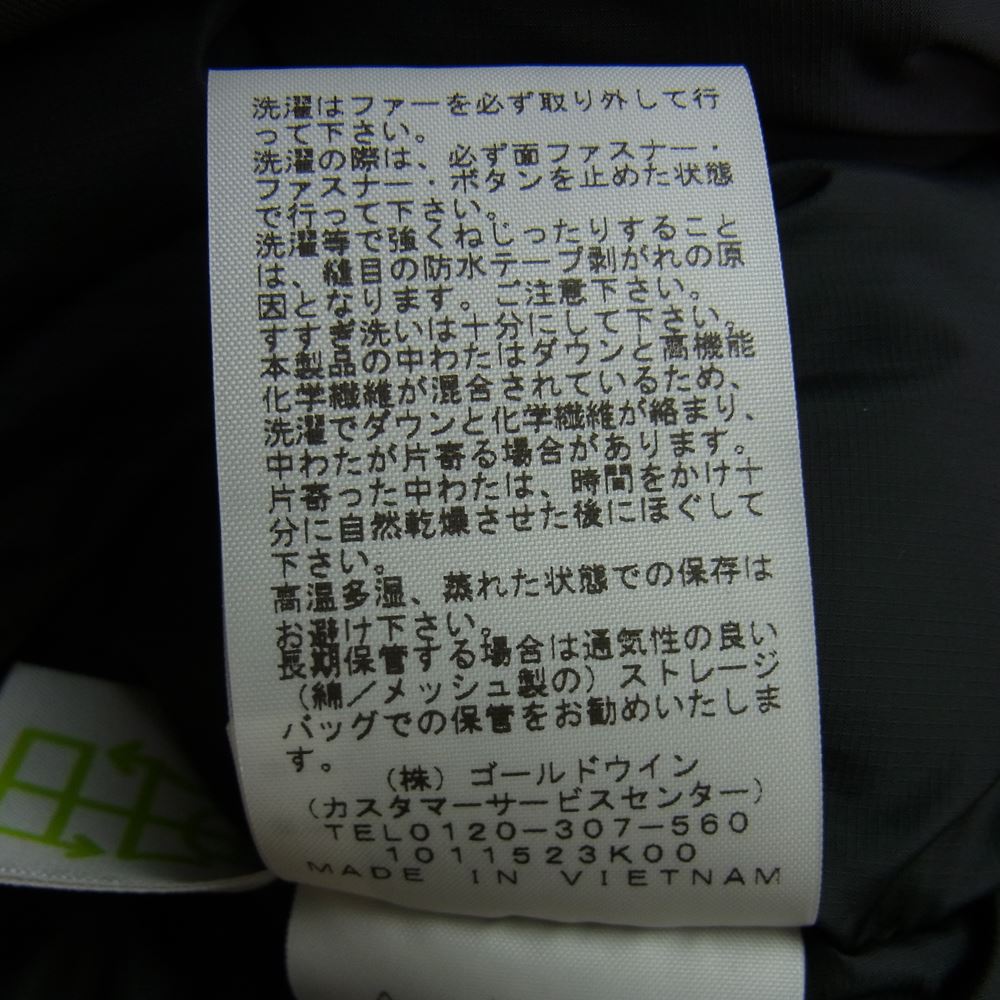 洗濯はファーを必ず取り外して行
って下さい。
洗濯の際は、必ず面ファスナー・
ファスナー・ボタンを止めた状態
で行って下さい。
洗濯等で強くねじったりすること
は、縫目の防水テープ剥がれの原
因となります。ご注意下さい。
すすぎ洗いは十分にして下さい。
本製品の中わたはダウンと高機能
化学繊維が混合されているため、
洗濯でダウンと化学繊維が絡まり、
中わたが片寄る場合があります。
片寄った中わたは、時間をかけ十
分に自然乾燥させた後にほぐして
下さい。
高温多湿、蒸れた状態での保存は
お避け下さい。
長期保管する場合は通気性の良い
（綿／メッシュ製の）ストレージ
バッグでの保管をお勧めいたしま
す。
（株）ゴールドウイン
（カスタマーサービスセンター）
TEL0120-307-560
1011523K00
MADE IN VIETNAM